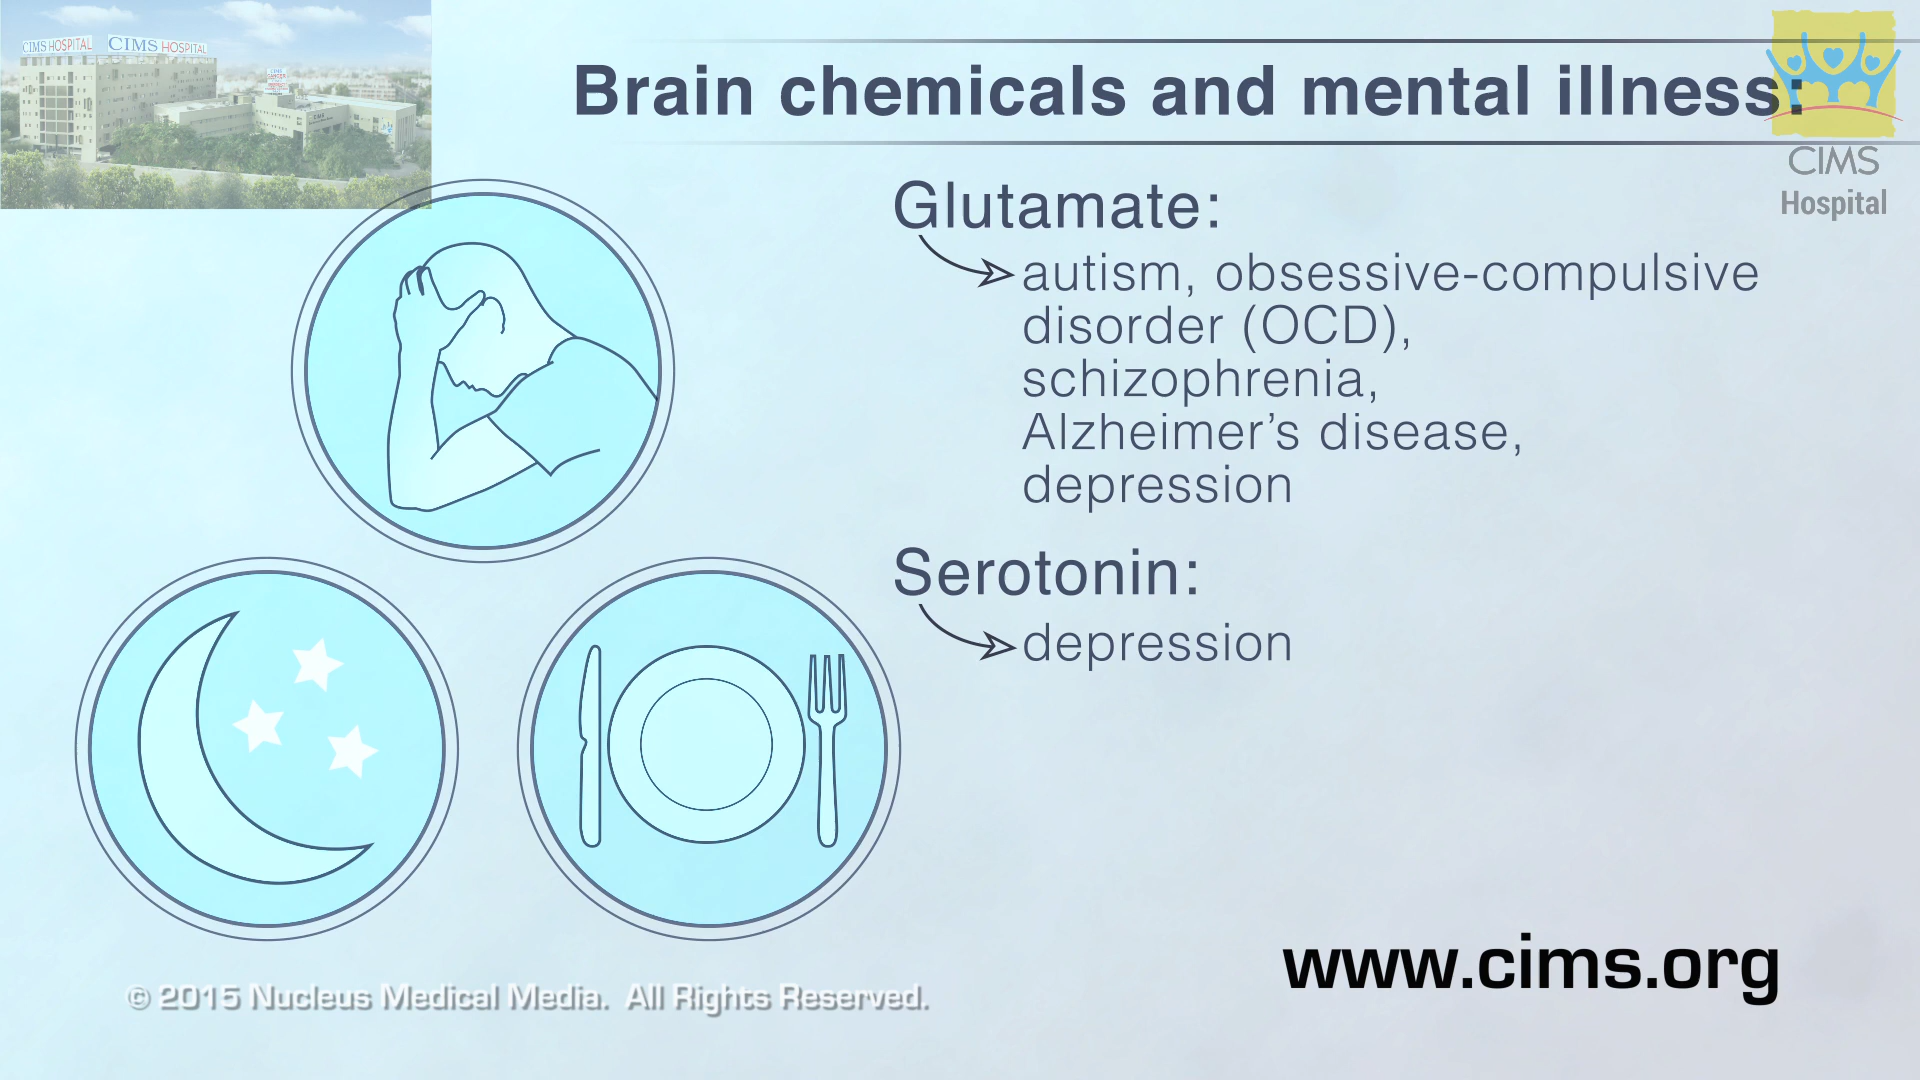 CIMS HOSPITAL CIMS HOSPITAL
Brain chemicals and mental illness:
CIMS
Hospital
Glutamate:
autism, obsessive-compulsive
disorder (OCD),
schizophrenia,
Alzheimer’s disease,
depression
Serotonin:
depression
www.cims.org
© 2015 Nucleus Medical Media. All Rights Reserved.